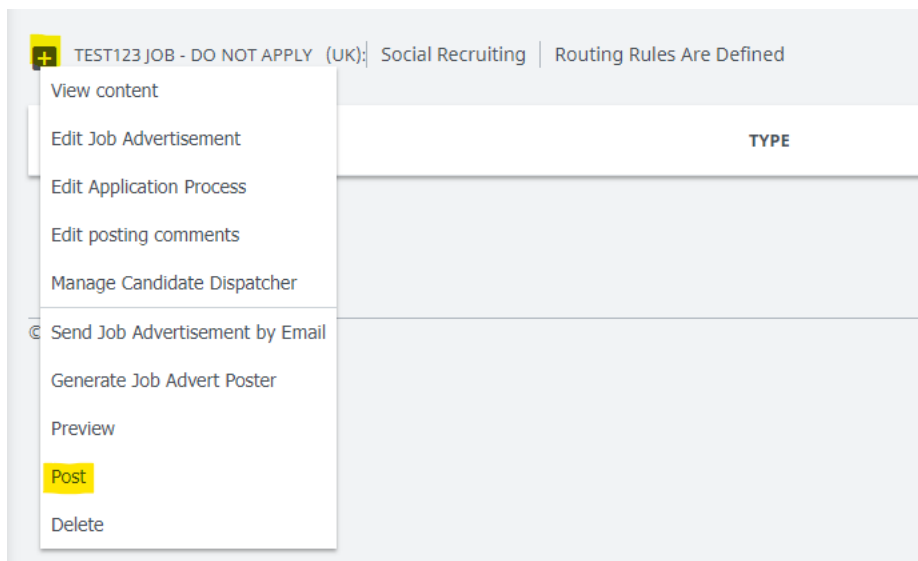 TEST123 JOB - DO NOT APPLY (UK): Social Recruiting Routing Rules Are Defined
View content
Edit Job Advertisement
TYPE
Edit Application Process
Edit posting comments
Manage Candidate Dispatcher
© Send Job Advertisement by Email
Generate Job Advert Poster
Preview
Post
Delete